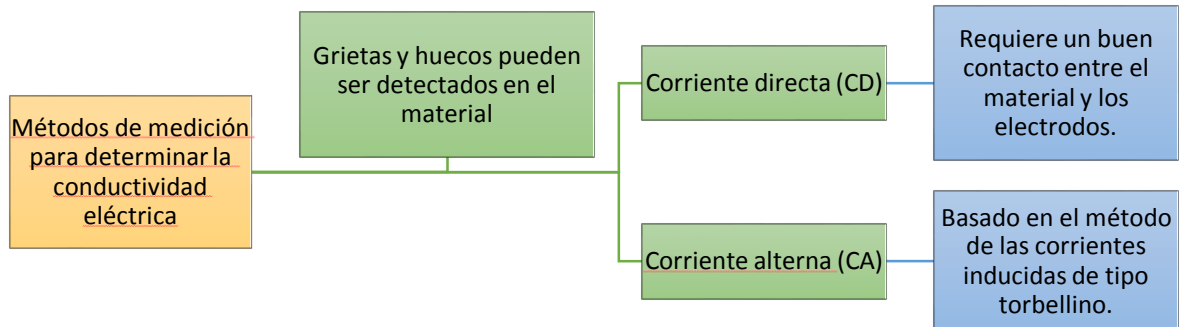 Métodos de medición
para determinar la
conductividad
eléctrica
Grietas y huecos pueden
ser detectados en el
material
Corriente directa (CD)
Requiere un buen
contacto entre el
material y los
electrodos.
Corriente alterna (CA)
Basado en el método
de las corrientes
inducidas de tipo
torbellino.